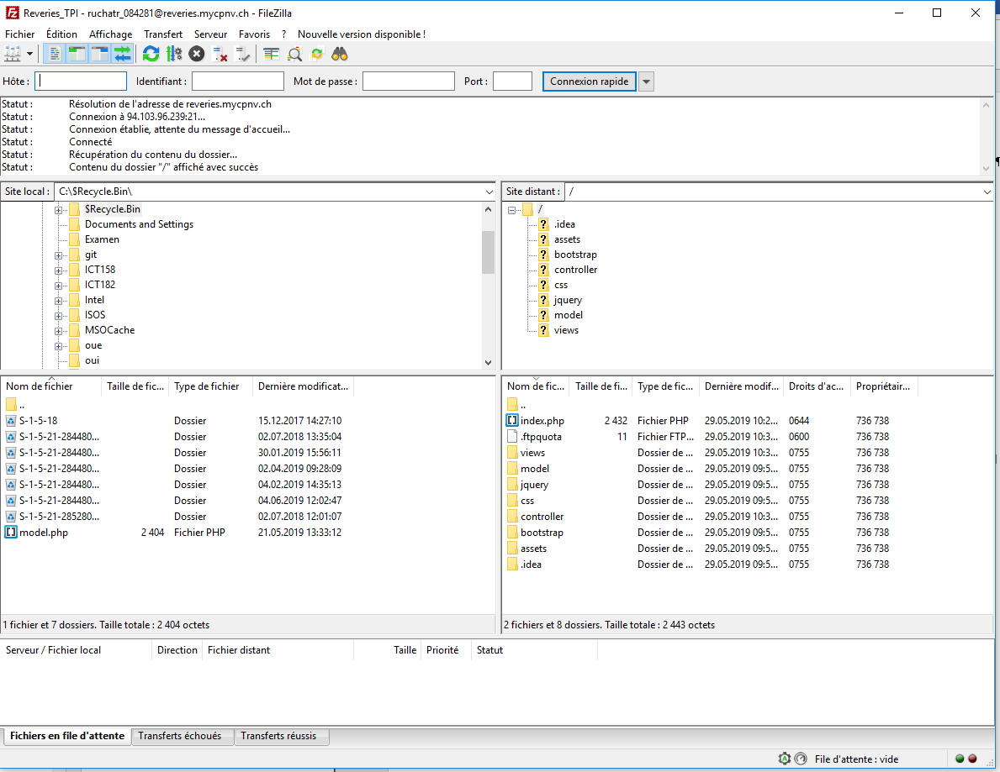 Reveries_TPI - ruchatr_084281@reveries.mycpnv.ch - FileZilla
Fichier Édition Affichage Transfert Serveur Favoris ? Nouvelle version disponible !
Hôte : Identifiant : Mot de passe : Port : Connexion rapide
Statut : Résolution de l'adresse de reveries.mycpnv.ch
Statut : Connexion à 94.103.96.239:21...
Statut : Connexion établie, attente du message d'accueil...
Statut : Connecté
Statut : Récupération du contenu du dossier...
Statut : Contenu du dossier "/" affiché avec succès
Site local : C:\$Recycle.Bin\
$Recycle.Bin
Documents and Settings
Examen
git
ICT158
ICT182
Intel
ISOS
MSOCache
oue
oui
Site distant : /
/
.idea
assets
bootstrap
controller
css
jquery
model
views
Nom de fichier Taille de fic... Type de fichier Dernière modificat...
..
S-1-5-18 Dossier 15.12.2017 14:27:10
S-1-5-21-284480... Dossier 02.07.2018 13:35:04
S-1-5-21-284480... Dossier 30.01.2019 15:56:11
S-1-5-21-284480... Dossier 02.04.2019 09:28:09
S-1-5-21-284480... Dossier 04.02.2019 14:35:13
S-1-5-21-284480... Dossier 04.06.2019 12:02:47
S-1-5-21-285280... Dossier 02.07.2018 12:01:07
model.php 2 404 Fichier PHP 21.05.2019 13:33:12
1 fichier et 7 dossiers. Taille totale : 2 404 octets
Nom de fic... Taille de fi... Type de fic... Dernière modif... Droits d'ac... Propriétair...
..
index.php 2 432 Fichier PHP 29.05.2019 10:2... 0644 736 738
.ftpquota 11 Fichier FTP... 29.05.2019 10:3... 0600 736 738
views Dossier de ... 29.05.2019 10:3... 0755 736 738
model Dossier de ... 29.05.2019 09:5... 0755 736 738
jquery Dossier de ... 29.05.2019 09:5... 0755 736 738
css Dossier de ... 29.05.2019 09:5... 0755 736 738
controller Dossier de ... 29.05.2019 10:3... 0755 736 738
bootstrap Dossier de ... 29.05.2019 09:5... 0755 736 738
assets Dossier de ... 29.05.2019 09:5... 0755 736 738
.idea Dossier de ... 29.05.2019 09:5... 0755 736 738
2 fichiers et 8 dossiers. Taille totale : 2 443 octets
Serveur / Fichier local Direction Fichier distant Taille Priorité Statut
Fichiers en file d'attente Transferts échoués Transferts réussis
File d'attente : vide